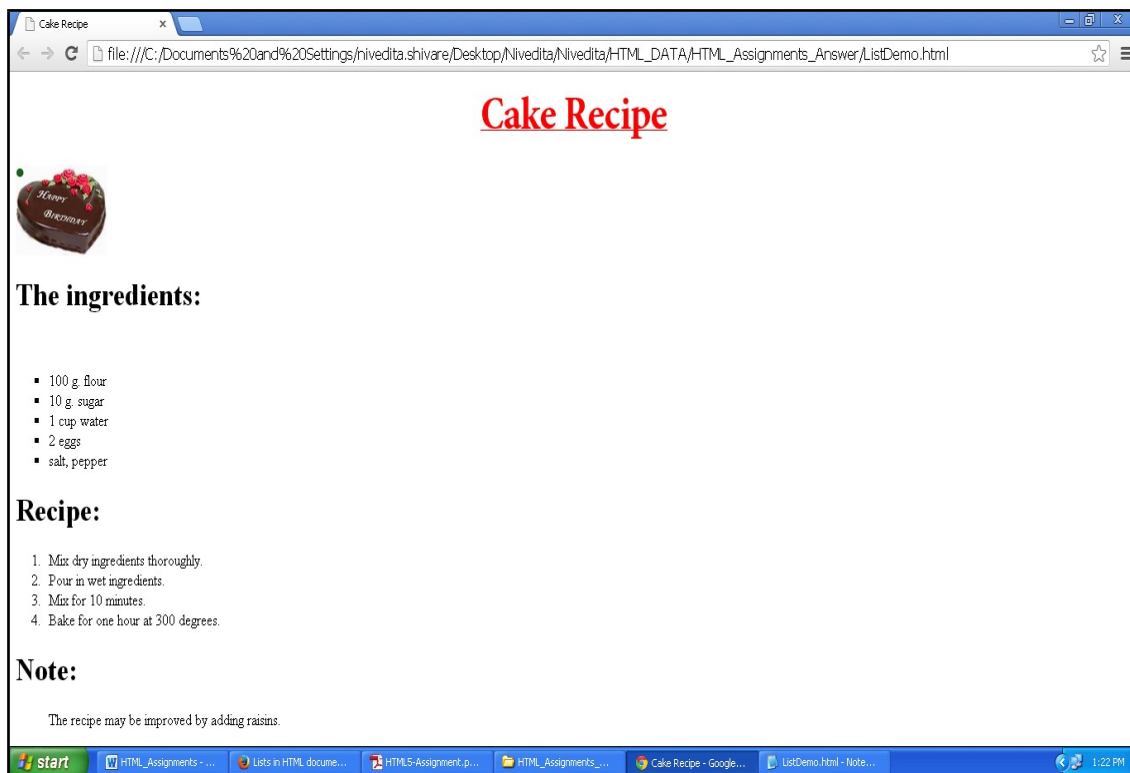 Cake Recipe
file:///C:/Documents%20and%20Settings/nivedita.shivare/Desktop/Nivedita/Nivedita/HTML_DATA/HTML_Assignments_Answer/ListDemo.html
Cake Recipe
HAPPY
BIRTHDAY
The ingredients:
100 g. flour
10 g. sugar
1 cup water
2 eggs
salt, pepper
Recipe:
1. Mix dry ingredients thoroughly.
2. Pour in wet ingredients.
3. Mix for 10 minutes.
4. Bake for one hour at 300 degrees.
Note:
The recipe may be improved by adding raisins.
start HTML_Assignments - ... Lists in HTML docume... HTML5-Assignment.p... HTML_Assignments_... Cake Recipe - Google... ListDemo.html - Note... 1:22 PM